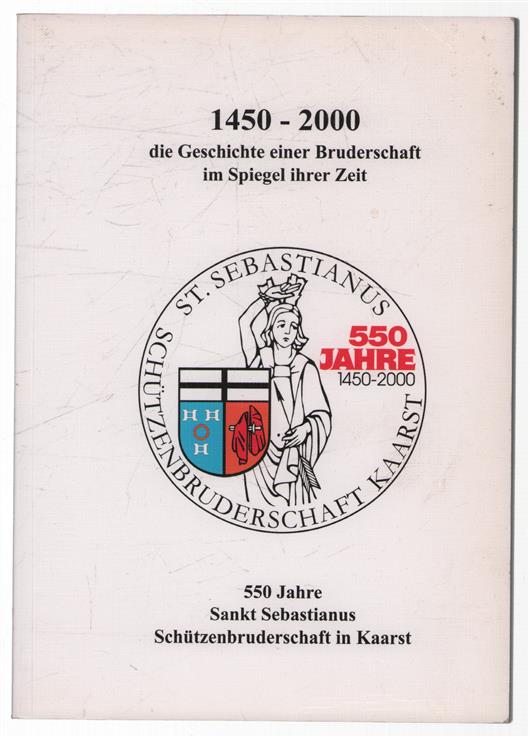 1450 - 2000
die Geschichte einer Bruderschaft
im Spiegel ihrer Zeit
ST. SEBASTIANUS
SCHÜTZENBRUDERSCHAFT KAARST
550
JAHRE
1450-2000
550 Jahre
Sankt Sebastianus
Schützenbruderschaft in Kaarst